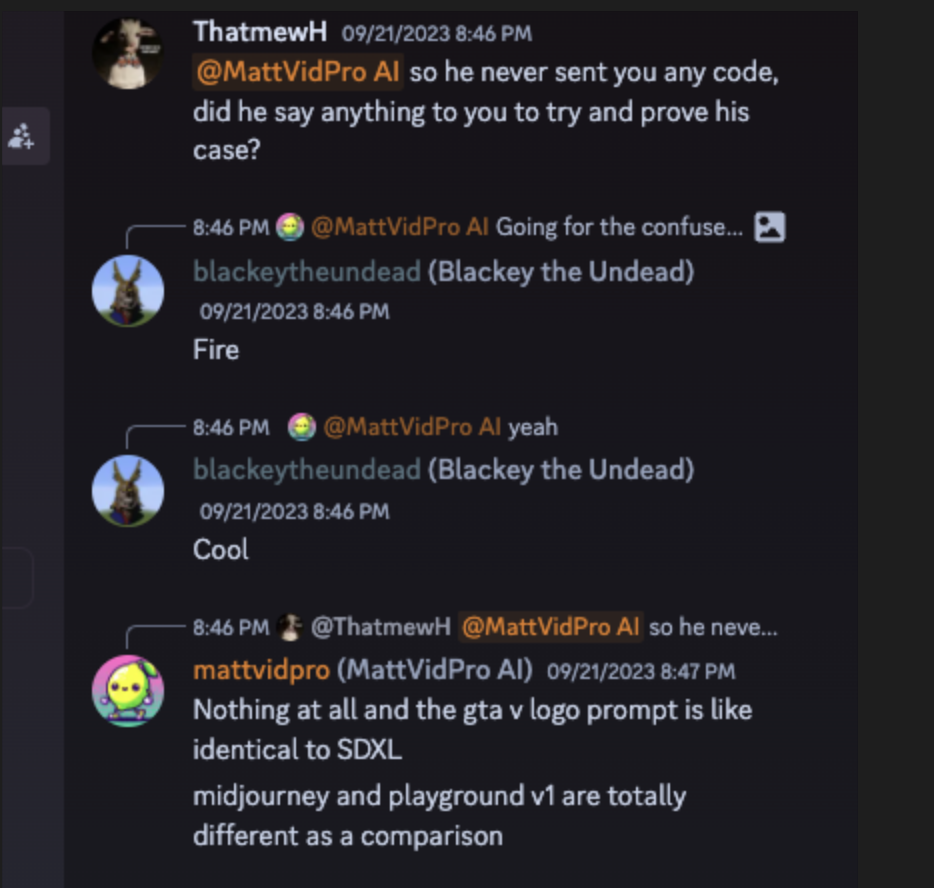 ThatmewH 09/21/2023 8:46 PM
@MattVidPro AI so he never sent you any code,
did he say anything to you to try and prove his
case?
8:46 PM @MattVidPro AI Going for the confuse...
blackeytheundead (Blackey the Undead)
09/21/2023 8:46 PM
Fire
8:46 PM @MattVidPro AI yeah
blackeytheundead (Blackey the Undead)
09/21/2023 8:46 PM
Cool
8:46 PM @ThatmewH @MattVidPro AI so he neve...
mattvidpro (MattVidPro AI) 09/21/2023 8:47 PM
Nothing at all and the gta v logo prompt is like
identical to SDXL
midjourney and playground v1 are totally
different as a comparison